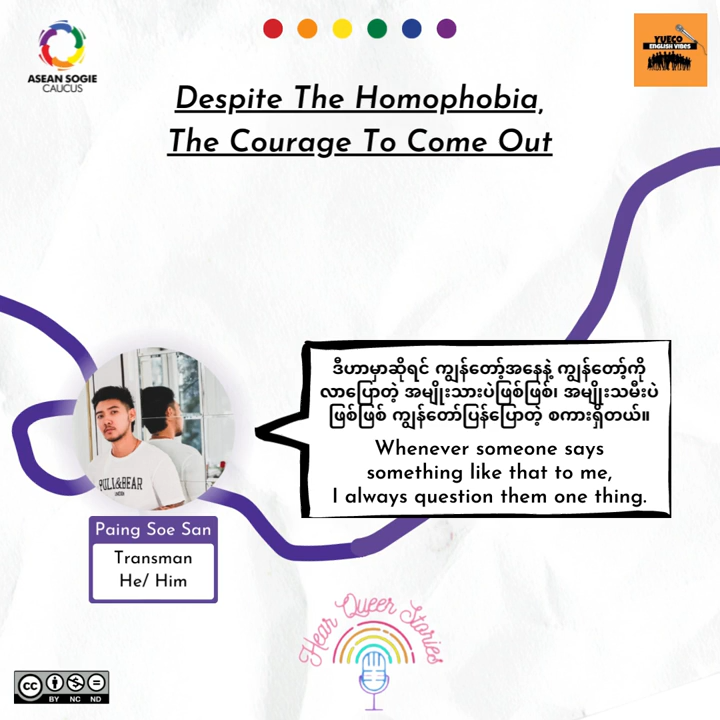 ASEAN SOGIE
CAUCUS
YUECO
ENGLISH VIBES
Despite The Homophobia,
The Courage To Come Out
ဒီဟာမှာဆိုရင် ကျွန်တော့်အနေနဲ့ ကျွန်တော့်ကို
လာပြောတဲ့ အမျိုးသားပဲဖြစ်ဖြစ်၊ အမျိုးသမီးပဲ
ဖြစ်ဖြစ် ကျွန်တော်ပြန်ပြောတဲ့ စကားရှိတယ်။
Whenever someone says
something like that to me,
I always question them one thing.
PULL&BEAR
Paing Soe San
Transman
He/ Him
Hear Queer Stories
cc
BY NC ND